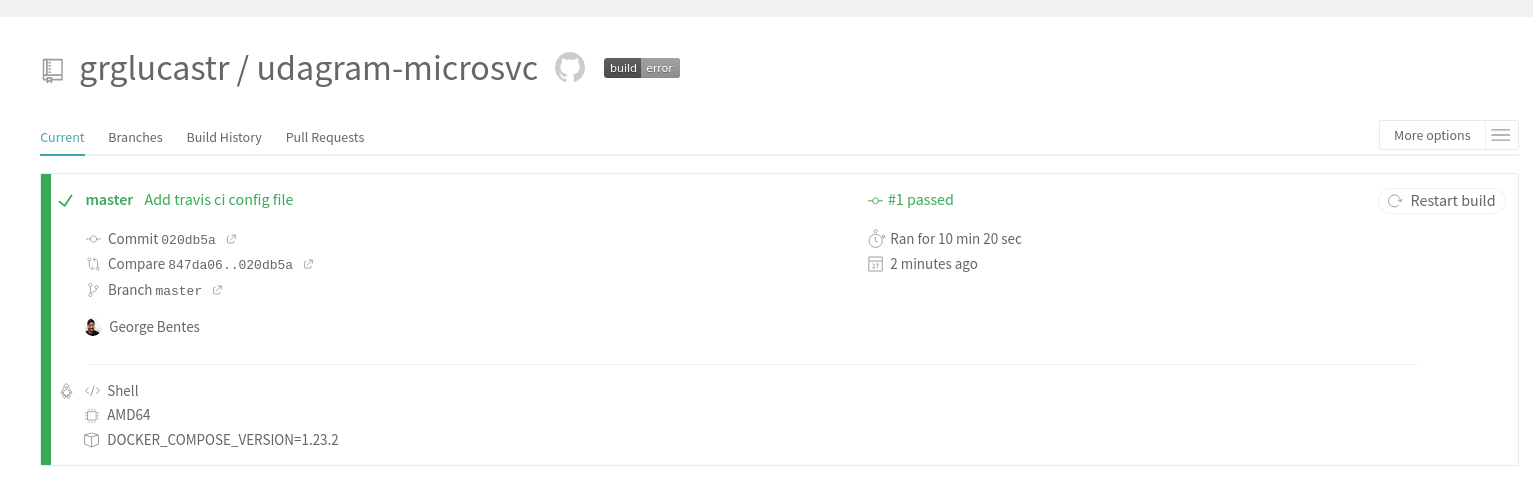 grglucastr / udagram-microsvc build error
Current Branches Build History Pull Requests More options
master Add travis ci config file #1 passed Restart build
Commit 020db5a Ran for 10 min 20 sec
Compare 847da06..020db5a 2 minutes ago
Branch master
George Bentes
</> Shell
AMD64
DOCKER_COMPOSE_VERSION=1.23.2